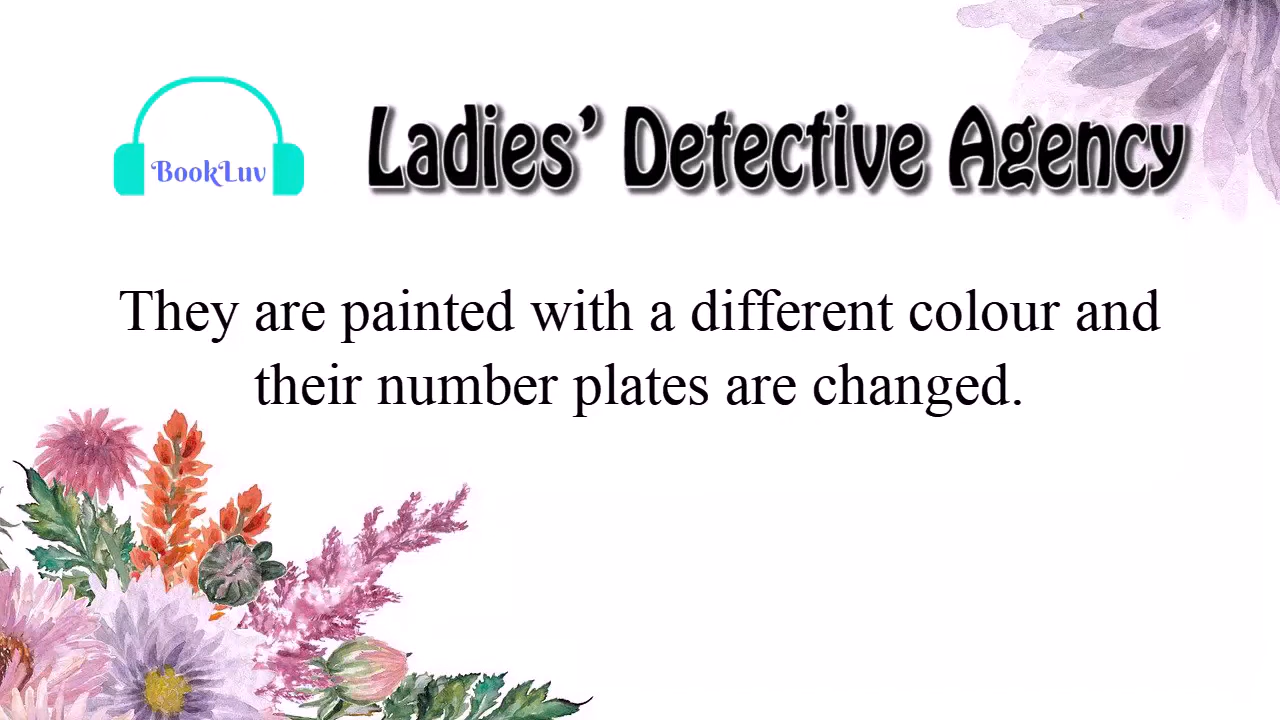 BookLuv
Ladies’ Detective Agency
They are painted with a different colour and
their number plates are changed.